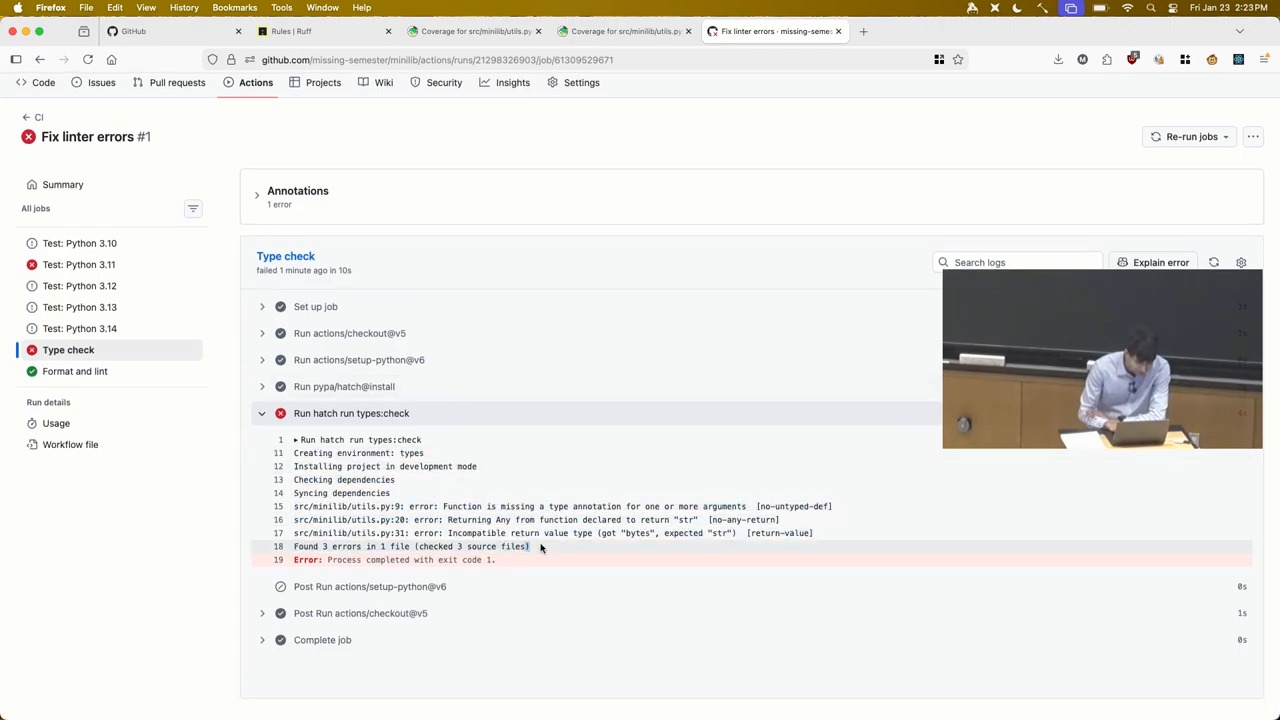 Firefox File Edit View History Bookmarks Tools Window Help Fri Jan 23 2:23 PM
GitHub
Rules | Ruff
Coverage for src/minilib/utils.py
Coverage for src/minilib/utils.py
Fix linter errors · missing-seme
github.com/missing-semester/minilib/actions/runs/21298326903/job/61309529671
Code Issues Pull requests Actions Projects Wiki Security Insights Settings
CI
Fix linter errors #1
Re-run jobs
Summary
All jobs
Test: Python 3.10
Test: Python 3.11
Test: Python 3.12
Test: Python 3.13
Test: Python 3.14
Type check
Format and lint
Run details
Usage
Workflow file
Annotations
1 error
Type check
failed 1 minute ago in 10s
Search logs
Explain error
Set up job
Run actions/checkout@v5
Run actions/setup-python@v6
Run pypa/hatch@install
Run hatch run types:check
1 Run hatch run types:check
11 Creating environment: types
12 Installing project in development mode
13 Checking dependencies
14 Syncing dependencies
15 src/minilib/utils.py:9: error: Function is missing a type annotation for one or more arguments [no-untyped-def]
16 src/minilib/utils.py:20: error: Returning Any from function declared to return "str" [no-any-return]
17 src/minilib/utils.py:31: error: Incompatible return value type (got "bytes", expected "str") [return-value]
18 Found 3 errors in 1 file (checked 3 source files)
19 Error: Process completed with exit code 1.
Post Run actions/setup-python@v6 0s
Post Run actions/checkout@v5 1s
Complete job 0s